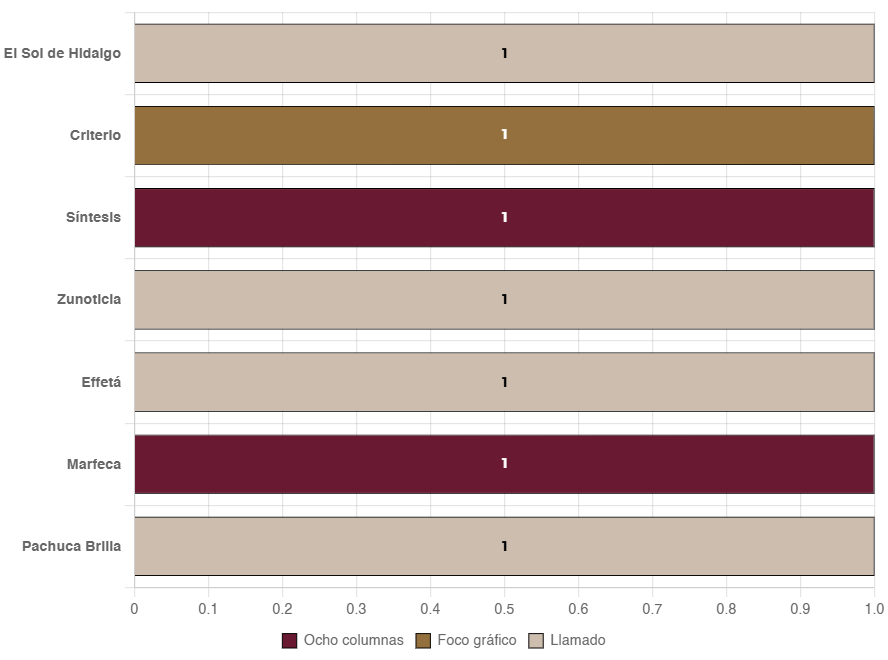 El Sol de Hidalgo
1
Criterio
1
Síntesis
1
Zunoticia
1
Effetá
1
Marfeca
1
Pachuca Brilla
1
0 0.1 0.2 0.3 0.4 0.5 0.6 0.7 0.8 0.9 1.0
Ocho columnas Foco gráfico Llamado